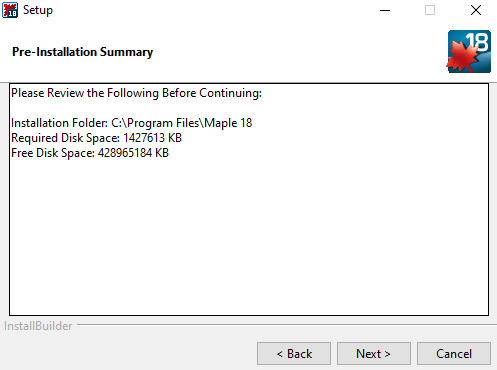 18 Setup
Pre-Installation Summary
18
Please Review the Following Before Continuing:
Installation Folder: C:\Program Files\Maple 18
Required Disk Space: 1427613 KB
Free Disk Space: 428965184 KB
InstallBuilder
< Back Next > Cancel